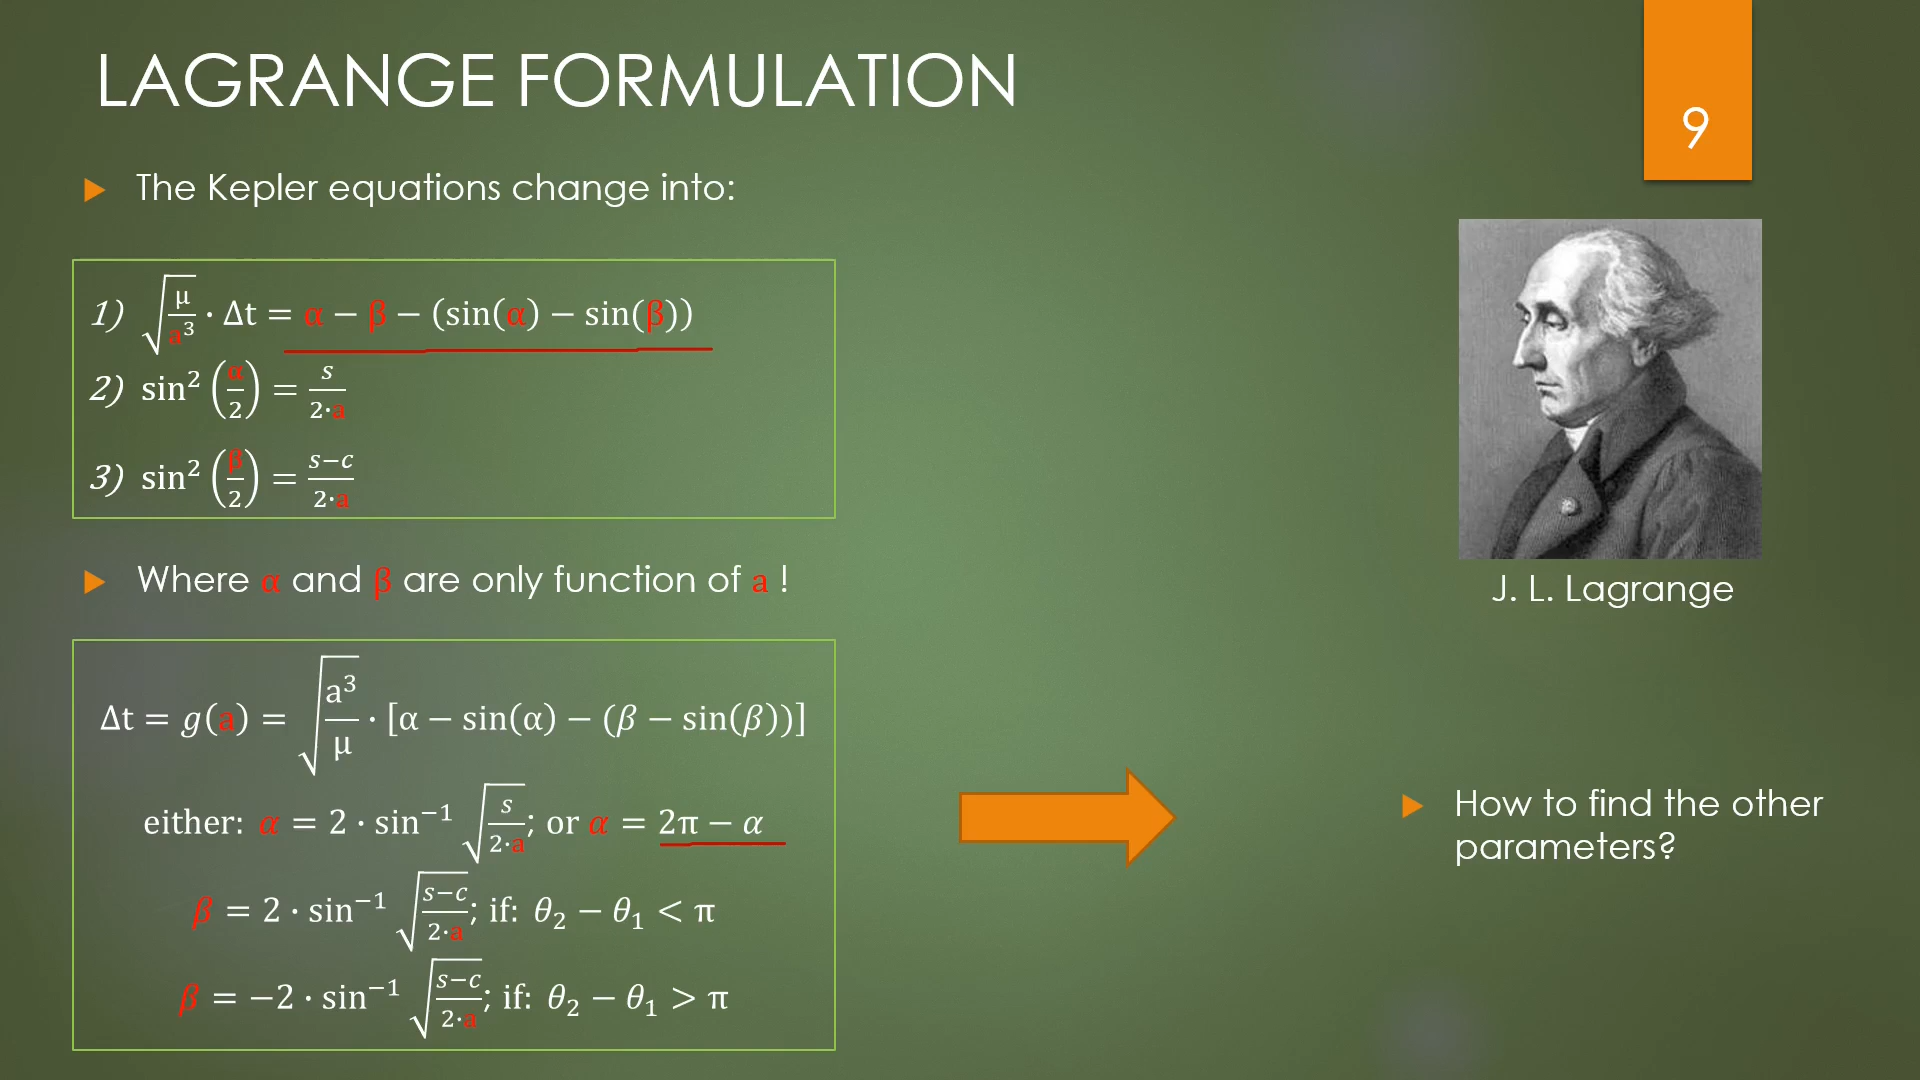 LAGRANGE FORMULATION
9
The Kepler equations change into:
1) √(μ/a³) · Δt = α − β − (sin(α) − sin(β))
2) sin²(α/2) = s/(2·a)
3) sin²(β/2) = (s−c)/(2·a)
Where α and β are only function of a !
Δt = g(a) = √(a³/μ) · [α − sin(α) − (β − sin(β))]
either: α = 2 · sin⁻¹ √(s/(2·a)); or α = 2π − α
β = 2 · sin⁻¹ √((s−c)/(2·a)); if: θ₂ − θ₁ < π
β = −2 · sin⁻¹ √((s−c)/(2·a)); if: θ₂ − θ₁ > π
J. L. Lagrange
How to find the other
parameters?